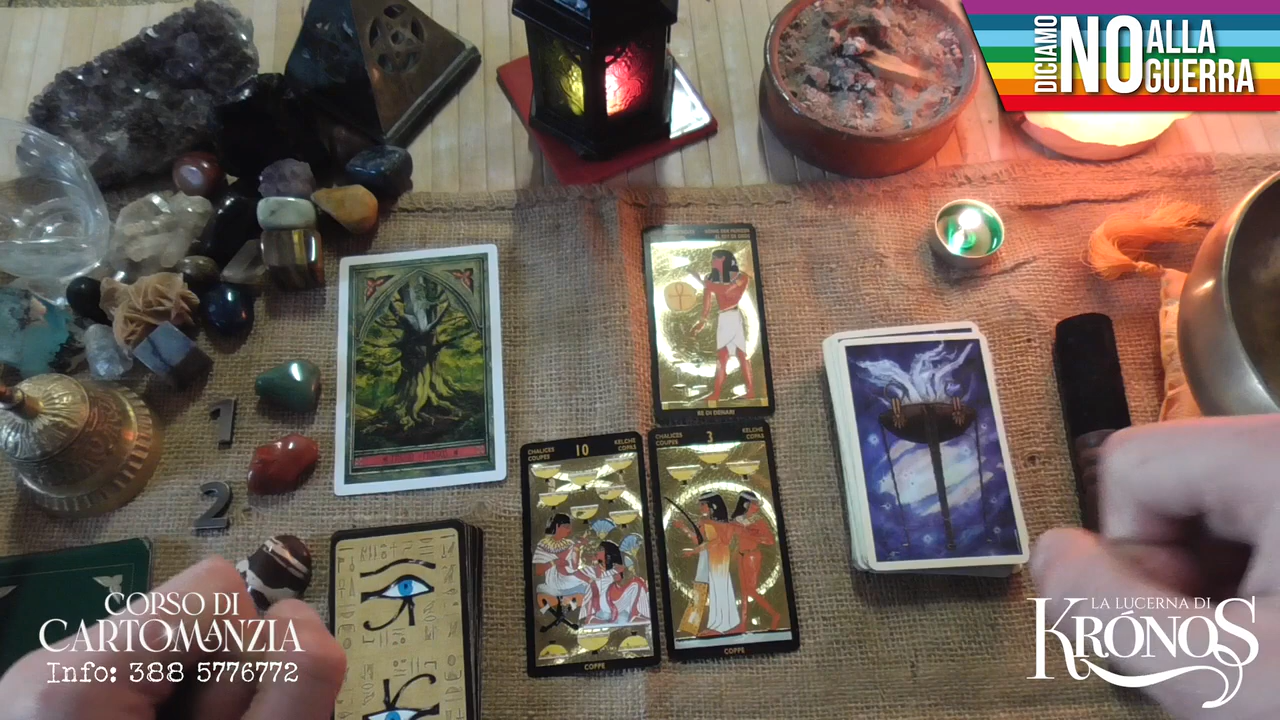 DICIAMO
NO
ALLA
GUERRA
RE DI DENARI
CHALICES
COUPES
10
KELCHE
COPAS
COPPE
CHALICES
COUPES
3
KELCHE
COPAS
COPPE
1
2
CORSO DI
CARTOMANZIA
Info: 388 5776772
LA LUCERNA DI
KRÓNOS